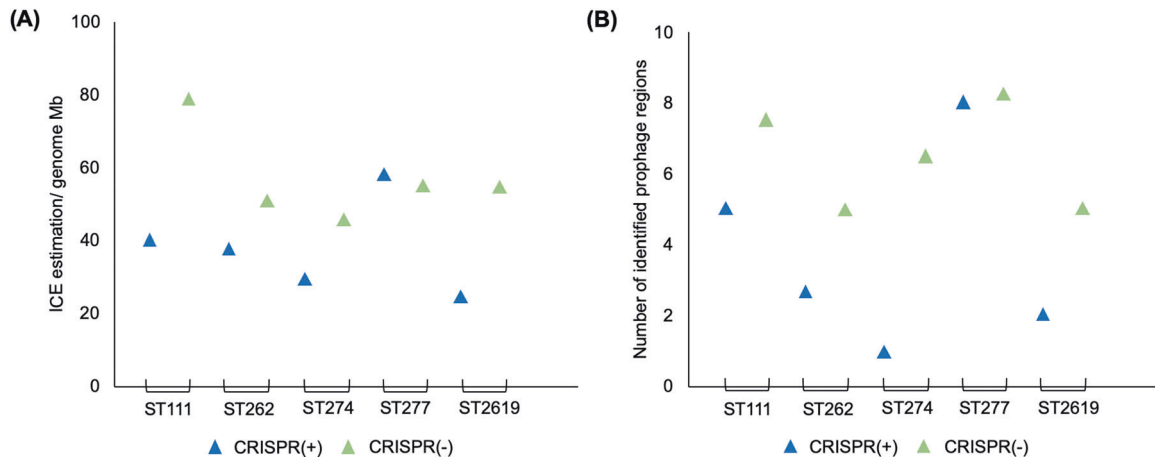 (A)
ICE estimation/ genome Mb
100
80
60
40
20
0
ST111 ST262 ST274 ST277 ST2619
CRISPR(+) CRISPR(-)
(B)
Number of identified prophage regions
10
8
6
4
2
0
ST111 ST262 ST274 ST277 ST2619
CRISPR(+) CRISPR(-)